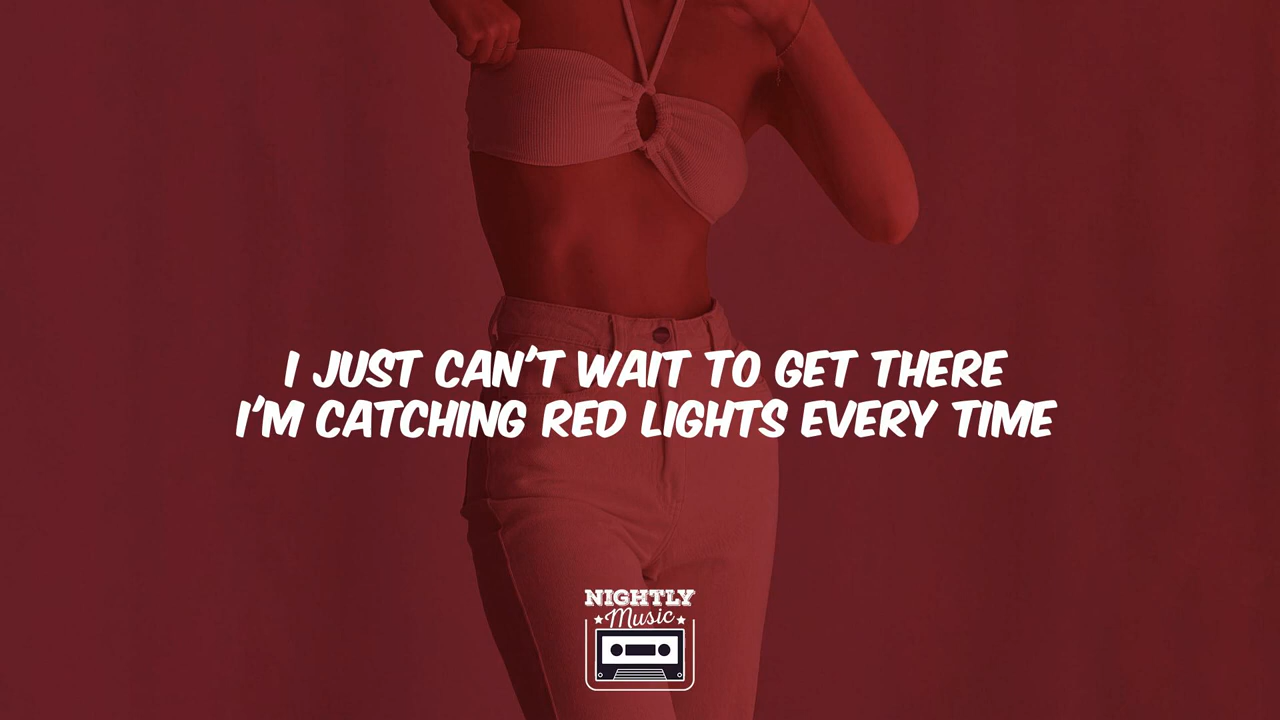 I JUST CAN'T WAIT TO GET THERE
I'M CATCHING RED LIGHTS EVERY TIME
NIGHTLY
Music